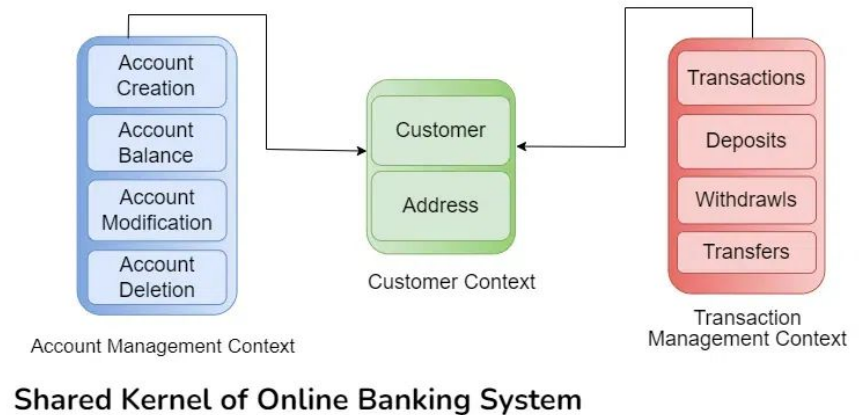 Account
Creation
Account
Balance
Account
Modification
Account
Deletion
Account Management Context
Customer
Address
Customer Context
Transactions
Deposits
Withdrawls
Transfers
Transaction
Management Context
Shared Kernel of Online Banking System